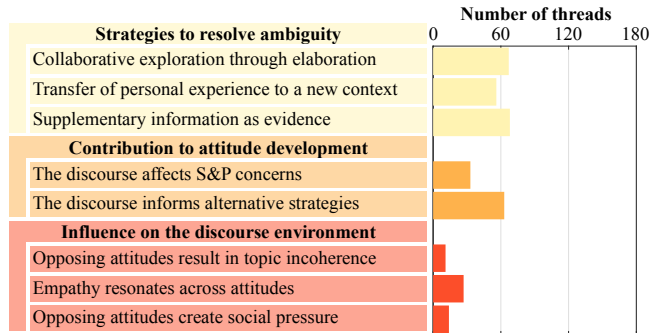 Number of threads
0 60 120 180
Strategies to resolve ambiguity
Collaborative exploration through elaboration
Transfer of personal experience to a new context
Supplementary information as evidence
Contribution to attitude development
The discourse affects S&P concerns
The discourse informs alternative strategies
Influence on the discourse environment
Opposing attitudes result in topic incoherence
Empathy resonates across attitudes
Opposing attitudes create social pressure